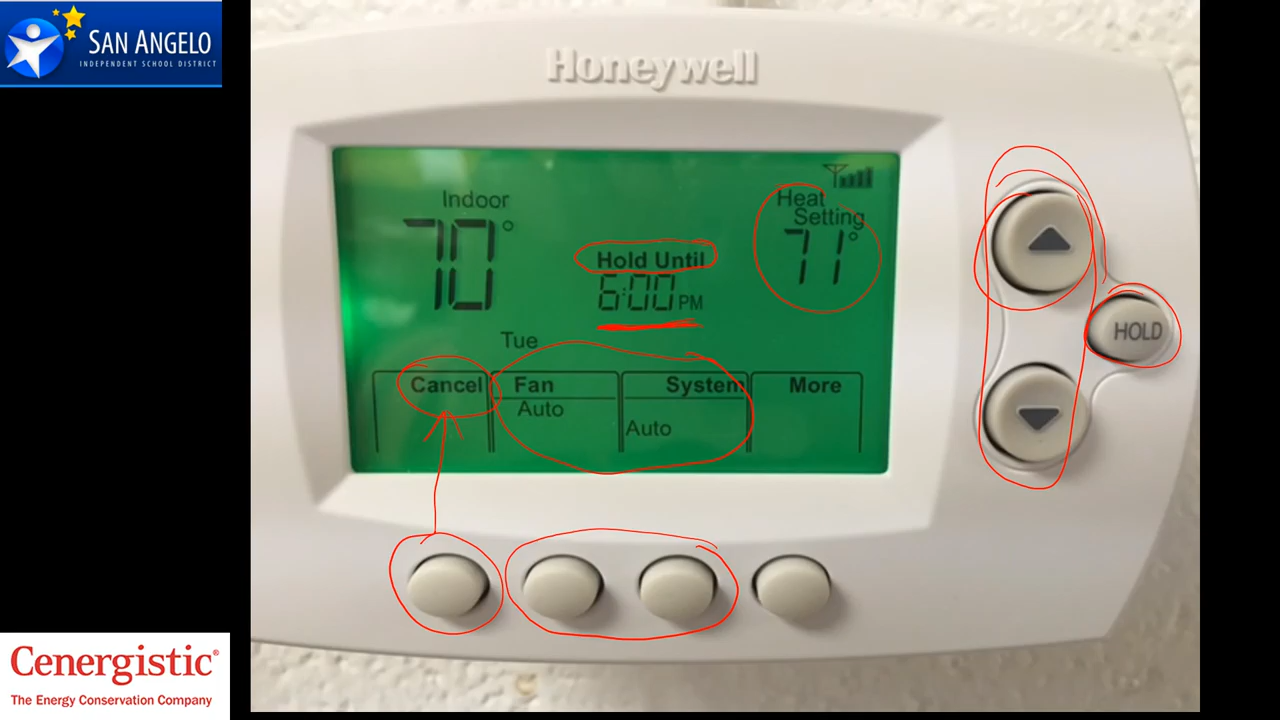 SAN ANGELO
INDEPENDENT SCHOOL DISTRICT
Honeywell
Indoor
70°
Hold Until
6:00 PM
Heat
Setting
71°
HOLD
Tue
Cancel Fan System More
Auto Auto
Cenergistic®
The Energy Conservation Company